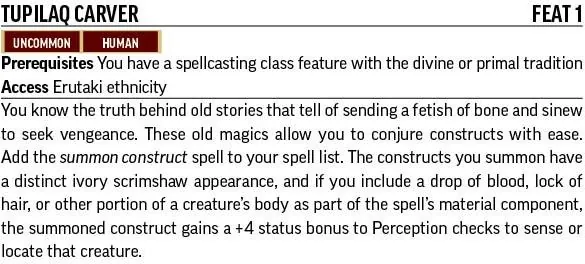 TUPILAQ CARVER FEAT 1
UNCOMMON HUMAN
Prerequisites You have a spellcasting class feature with the divine or primal tradition
Access Erutaki ethnicity
You know the truth behind old stories that tell of sending a fetish of bone and sinew
to seek vengeance. These old magics allow you to conjure constructs with ease.
Add the summon construct spell to your spell list. The constructs you summon have
a distinct ivory scrimshaw appearance, and if you include a drop of blood, lock of
hair, or other portion of a creature's body as part of the spell's material component,
the summoned construct gains a +4 status bonus to Perception checks to sense or
locate that creature.